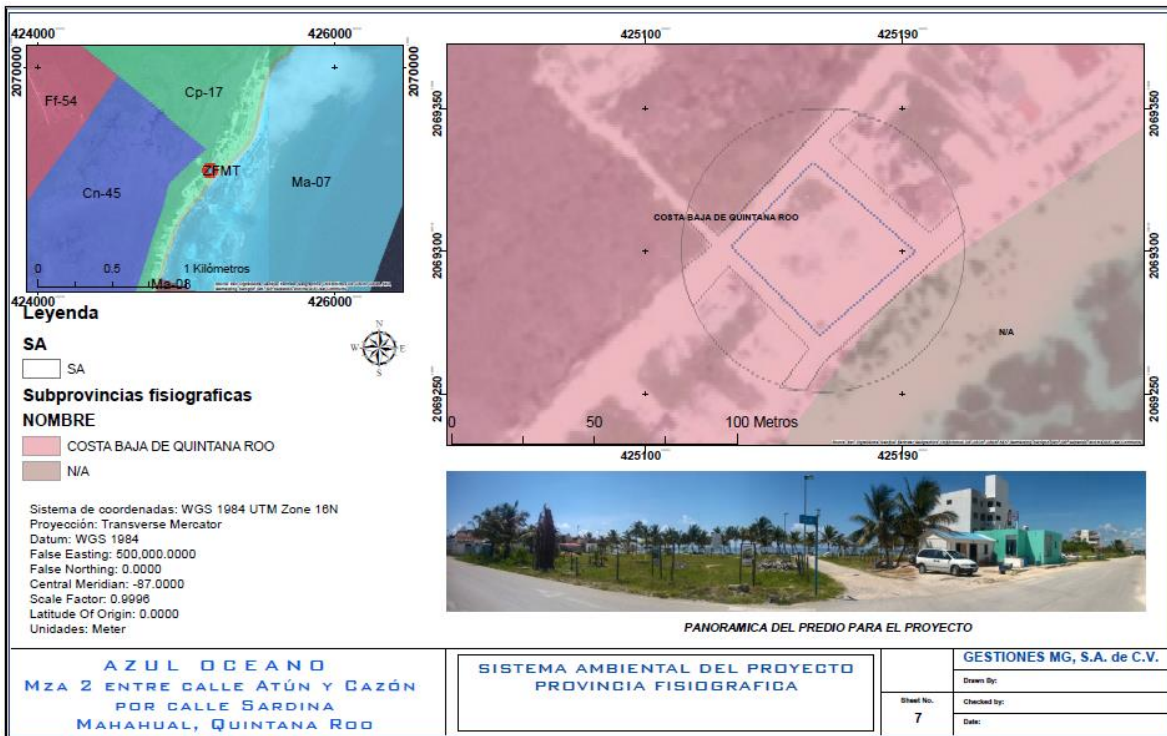 424000
426000
2070000
2070000
Ff-54
Cp-17
Cn-45
ZFMT
Ma-07
Ma-08
0
0.5
1 Kilómetros
424000
426000
425100
425190
2069350
2069350
COSTA BAJA DE QUINTANA ROO
2069300
2069300
N/A
2069250
2069250
0
50
100 Metros
425100
425190
Leyenda
SA
SA
Subprovincias fisiograficas
NOMBRE
COSTA BAJA DE QUINTANA ROO
N/A
N
W
E
S
Sistema de coordenadas: WGS 1984 UTM Zone 16N
Proyección: Transverse Mercator
Datum: WGS 1984
False Easting: 500,000.0000
False Northing: 0.0000
Central Meridian: -87.0000
Scale Factor: 0.9996
Latitude Of Origin: 0.0000
Unidades: Meter
PANORAMICA DEL PREDIO PARA EL PROYECTO
AZUL OCEANO
MZA 2 ENTRE CALLE ATÚN Y CAZÓN
POR CALLE SARDINA
MAHAHUAL, QUINTANA ROO
SISTEMA AMBIENTAL DEL PROYECTO
PROVINCIA FISIOGRAFICA
Sheet No.
7
GESTIONES MG, S.A. de C.V.
Drawn By:
Checked by:
Date: